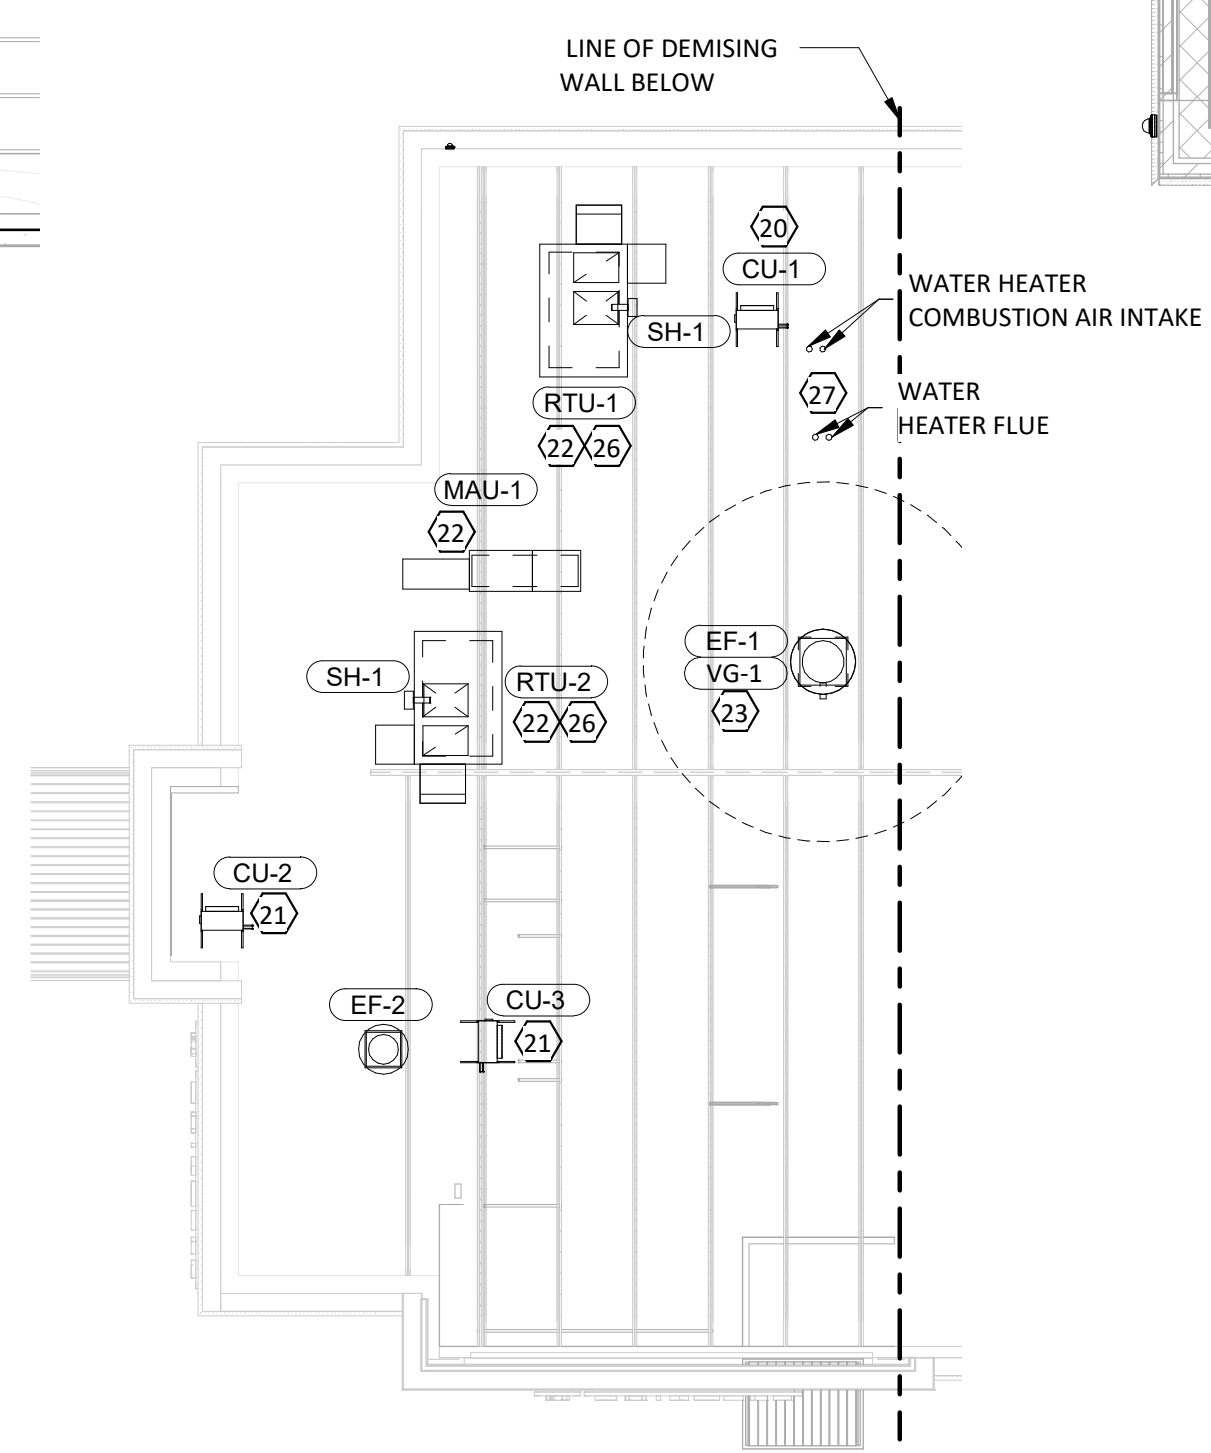 LINE OF DEMISING
WALL BELOW
20
CU-1
WATER HEATER
COMBUSTION AIR INTAKE
SH-1
27
WATER
HEATER FLUE
RTU-1
22 26
MAU-1
22
EF-1
VG-1
23
SH-1
RTU-2
22 26
CU-2
21
EF-2
CU-3
21